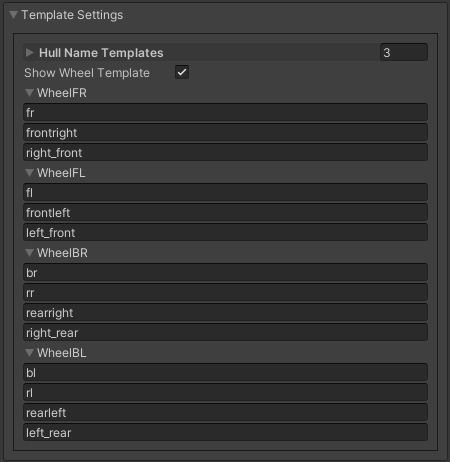 Template Settings
Hull Name Templates 3
Show Wheel Template
WheelFR
fr
frontright
right_front
WheelFL
fl
frontleft
left_front
WheelBR
br
rr
rearright
right_rear
WheelBL
bl
rl
rearleft
left_rear